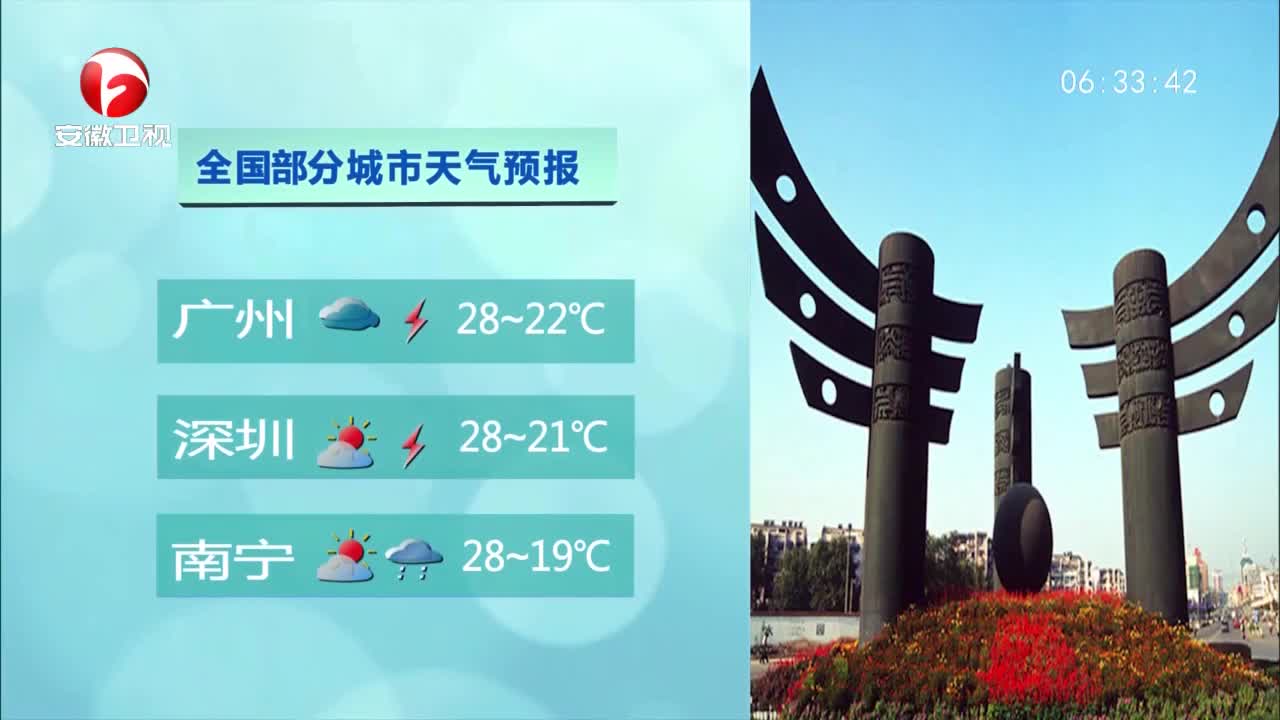 安徽卫视
06:33:42
全国部分城市天气预报
广州 28~22℃
深圳 28~21℃
南宁 28~19℃